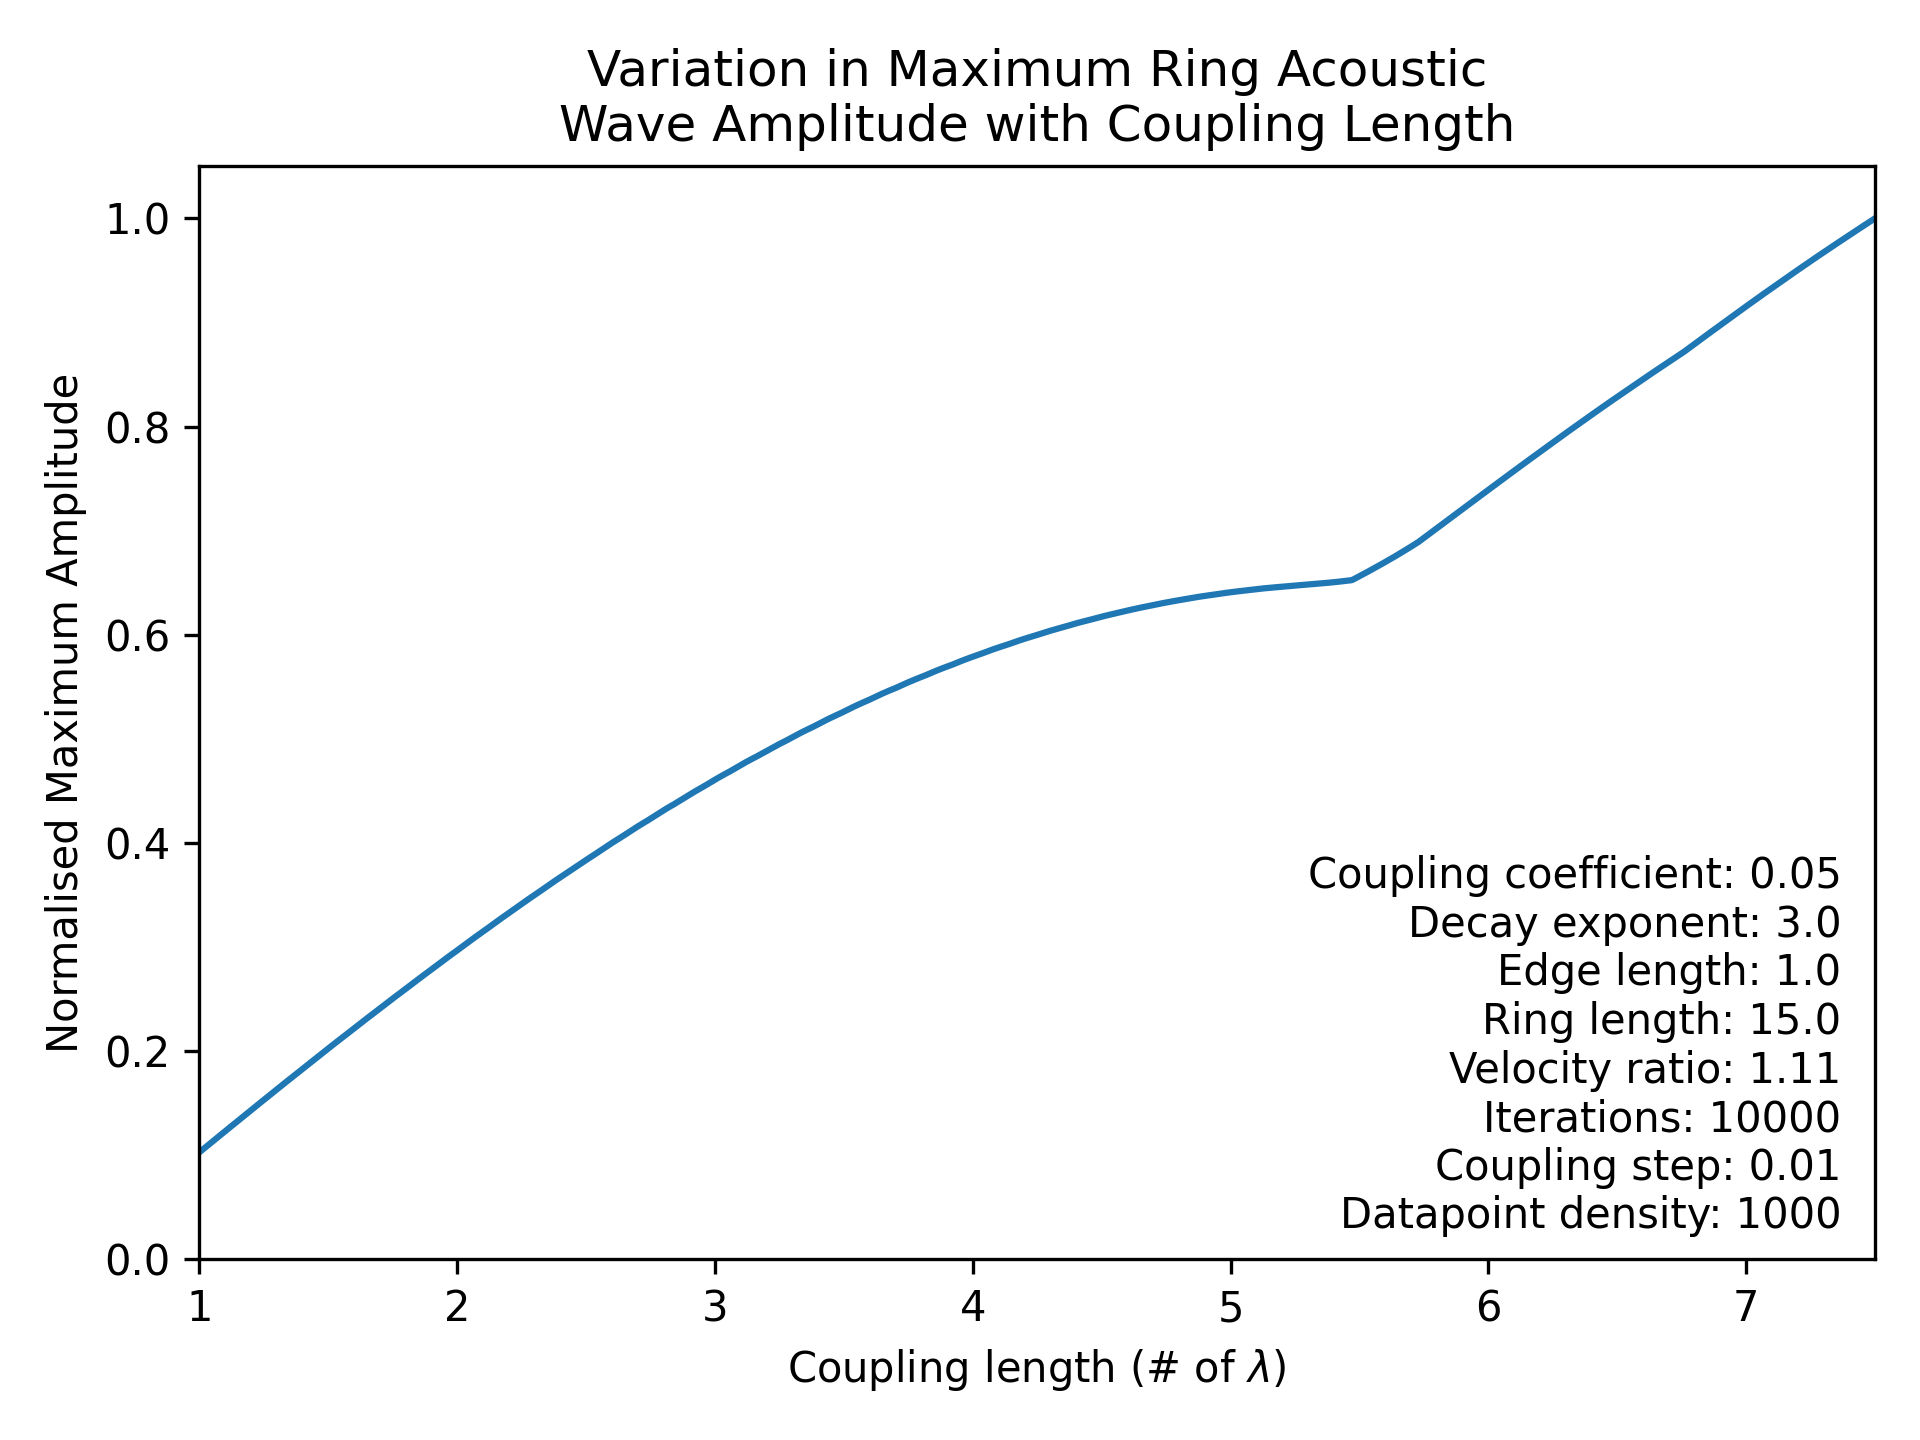 Variation in Maximum Ring Acoustic
Wave Amplitude with Coupling Length
Normalised Maximum Amplitude
1.0
0.8
0.6
0.4
0.2
0.0
Coupling coefficient: 0.05
Decay exponent: 3.0
Edge length: 1.0
Ring length: 15.0
Velocity ratio: 1.11
Iterations: 10000
Coupling step: 0.01
Datapoint density: 1000
1 2 3 4 5 6 7
Coupling length (# of λ)